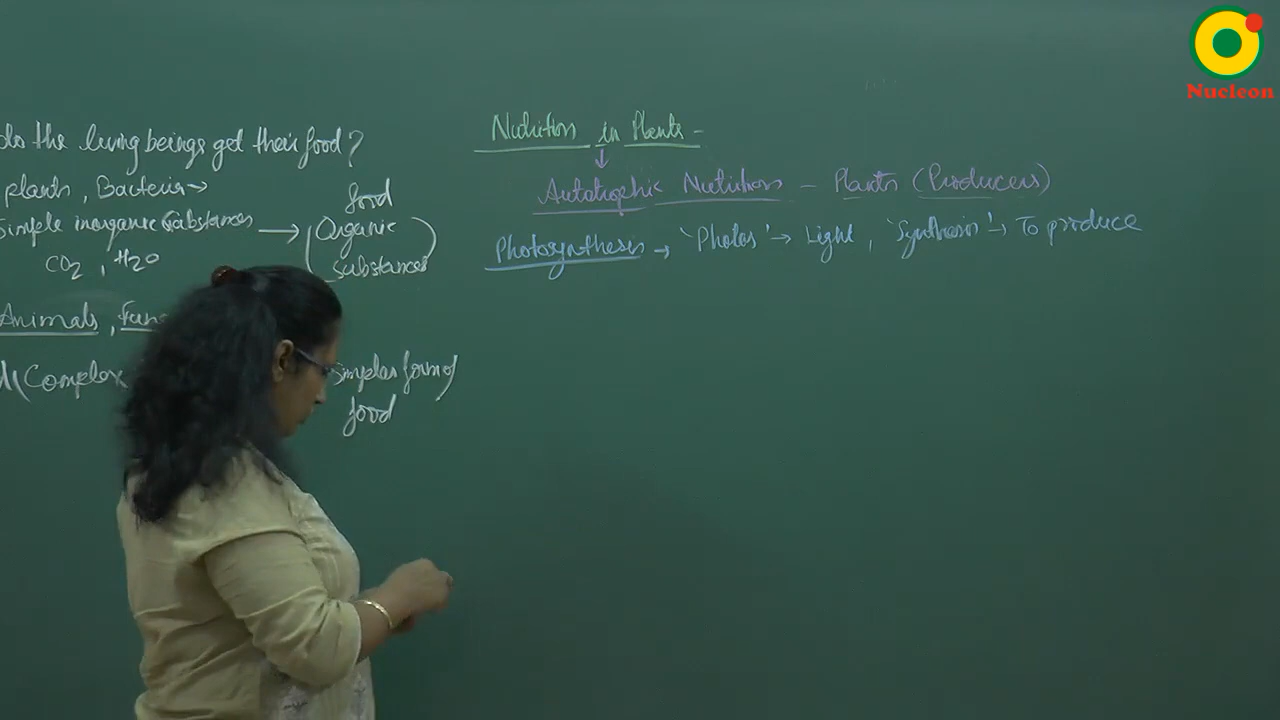 do the living beings get their food?
plants, Bacteria →
Simple inorganic Substances → (Organic
food
substances)
CO2, H2O
Animals,
(Complex
Simpler form of
food
Nutrition in Plants -
Autotrophic Nutrition - Plants (Producers)
Photosynthesis → 'Photos' → Light, 'Synthesis' → To produce
Nucleon